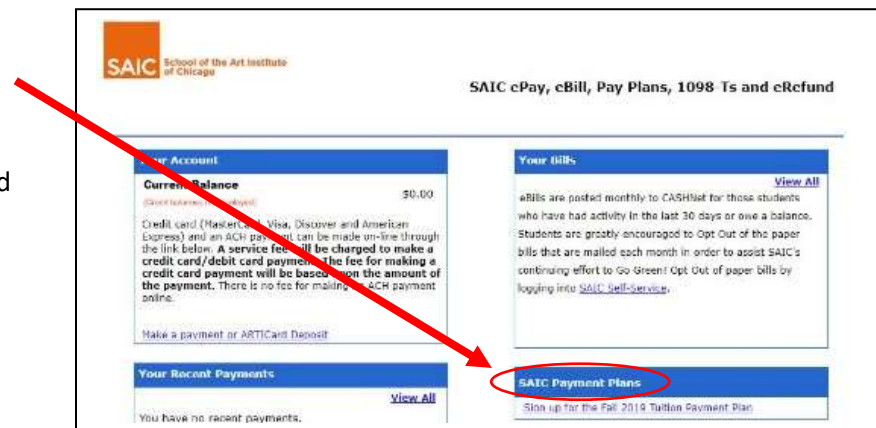 SAIC School of the Art Institute
of Chicago
SAIC ePay, eBill, Pay Plans, 1098-Ts and eRefund
d
Your Account
Current Balance
$0.00
Credit card (MasterCard, Visa, Discover and American
Express) and an ACH payment can be made on-line through
the link below. A service fee will be charged to make a
credit card/debit card payment. The fee for making a
credit card payment will be based upon the amount of
the payment. There is no fee for making an ACH payment
online.
Make a payment or ARTICard Deposit
Your Bills
View All
eBills are posted monthly to CASHNet for those students
who have had activity in the last 30 days or owe a balance.
Students are greatly encouraged to Opt Out of the paper
bills that are mailed each month in order to assist SAIC's
continuing effort to Go Green! Opt Out of paper bills by
logging into SAIC Self-Service.
Your Recent Payments
View All
You have no recent payments.
SAIC Payment Plans
Sign up for the Fall 2019 Tuition Payment Plan